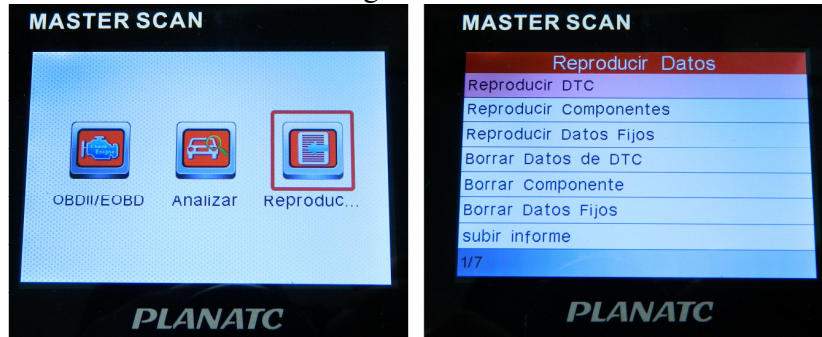 MASTER SCAN
OBDII/EOBD
Analizar
Reproduc...
PLANATC
MASTER SCAN
Reproducir Datos
Reproducir DTC
Reproducir Componentes
Reproducir Datos Fijos
Borrar Datos de DTC
Borrar Componente
Borrar Datos Fijos
subir informe
1/7
PLANATC